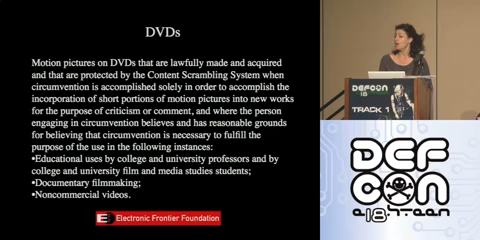 DVDs
Motion pictures on DVDs that are lawfully made and acquired
and that are protected by the Content Scrambling System when
circumvention is accomplished solely in order to accomplish the
incorporation of short portions of motion pictures into new works
for the purpose of criticism or comment, and where the person
engaging in circumvention believes and has reasonable grounds
for believing that circumvention is necessary to fulfill the
purpose of the use in the following instances:
•Educational uses by college and university professors and by
college and university film and media studies students;
•Documentary filmmaking;
•Noncommercial videos.
Electronic Frontier Foundation
DEFCON
18
TRACK 1
DEF
CON
18